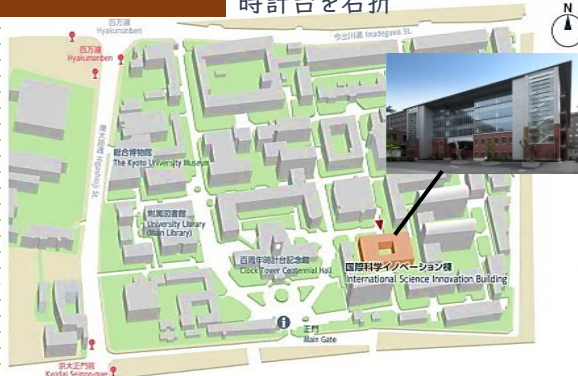 時計台を右折
N
百万遍
Hyakumanben
百万遍
Hyakumanben
今出川通 Imadegawa St.
東大路通 Higashioji St.
総合博物館
The Kyoto University Museum
附属図書館
University Library
(Main Library)
百周年時計台記念館
Clock Tower Centennial Hall
国際科学イノベーション棟
International Science Innovation Building
正門
Main Gate
京大正門前
Kyodai Seimon-mae